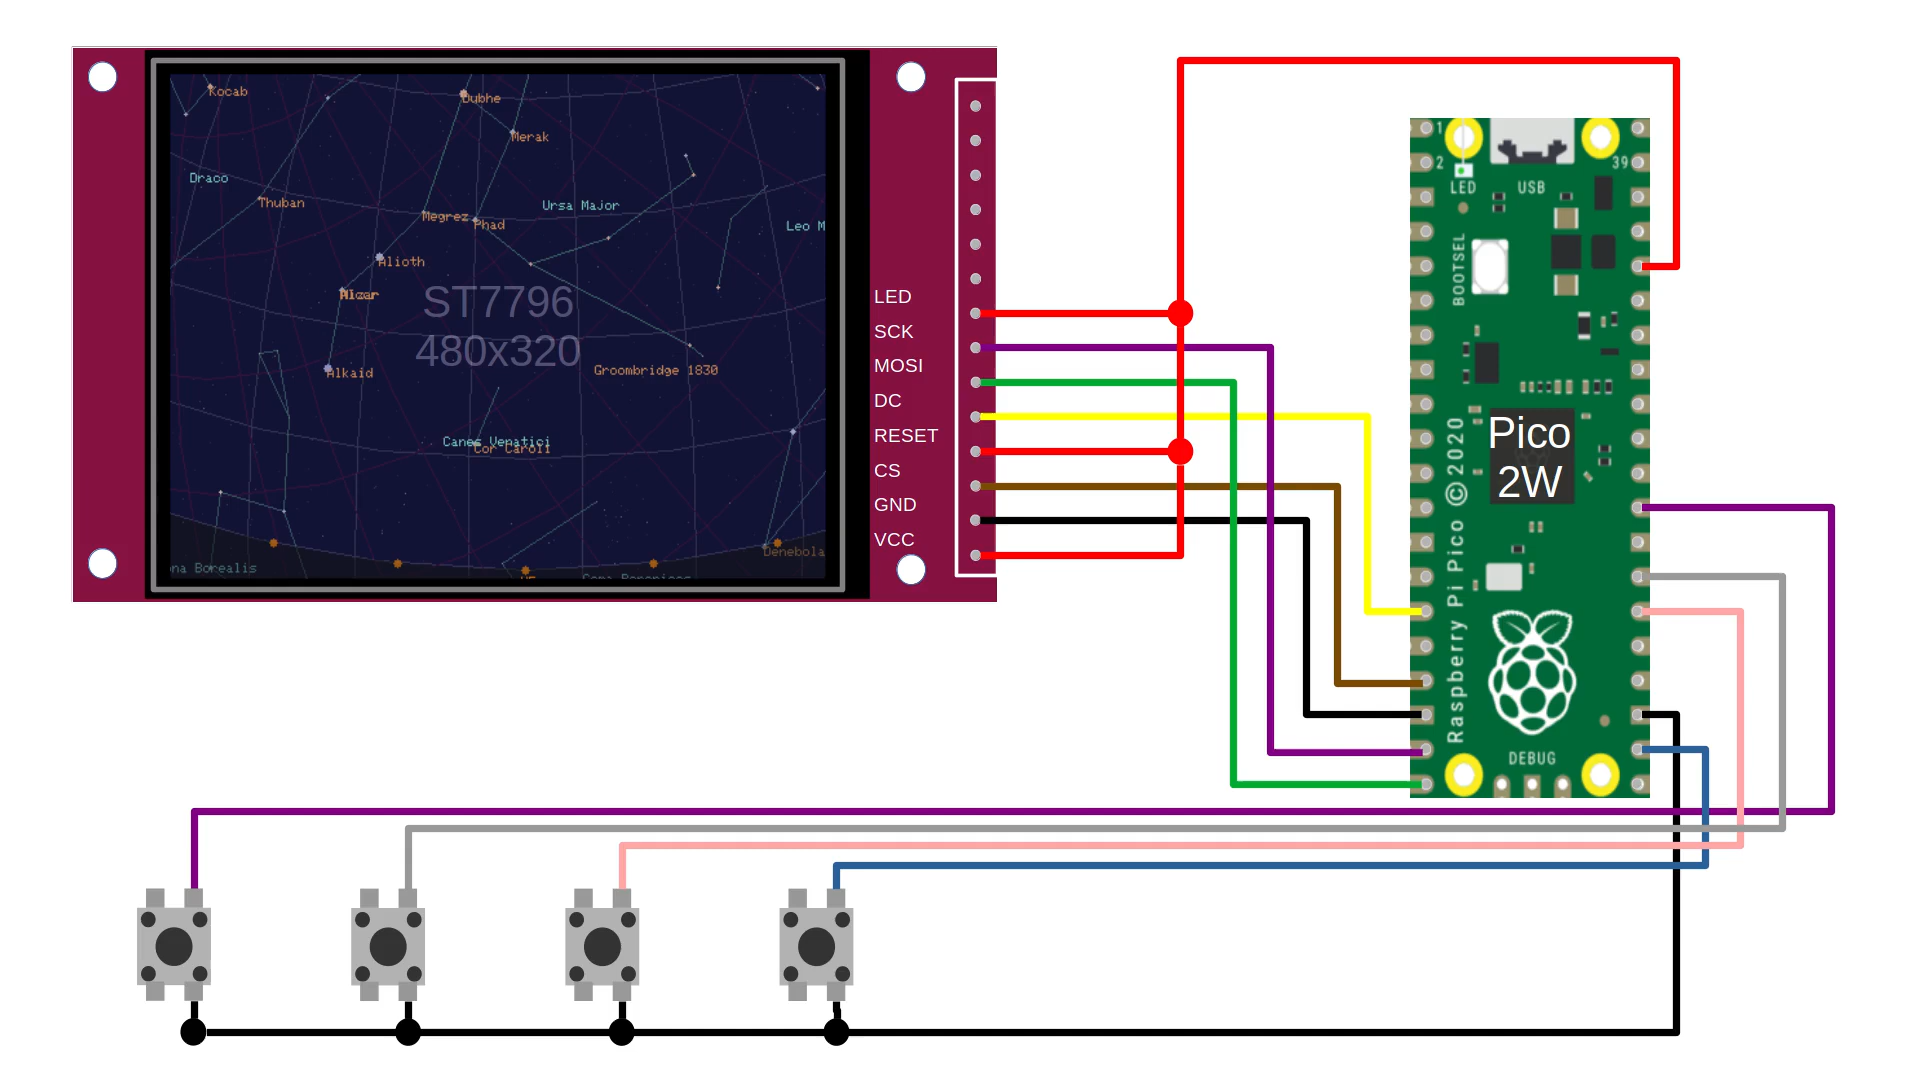 Kocab
Dubhe
Merak
Draco
Thuban
Ursa Major
Megrez
Phad
Leo M
Alioth
ST7796
480x320
Alkaid
Groombridge 1830
Canes Venatici
Cor Caroli
Denebola
na Borealis
LED
SCK
MOSI
DC
RESET
CS
GND
VCC
1
2
39
LED
USB
BOOTSEL
Pico
2W
Raspberry Pi Pico © 2020
DEBUG